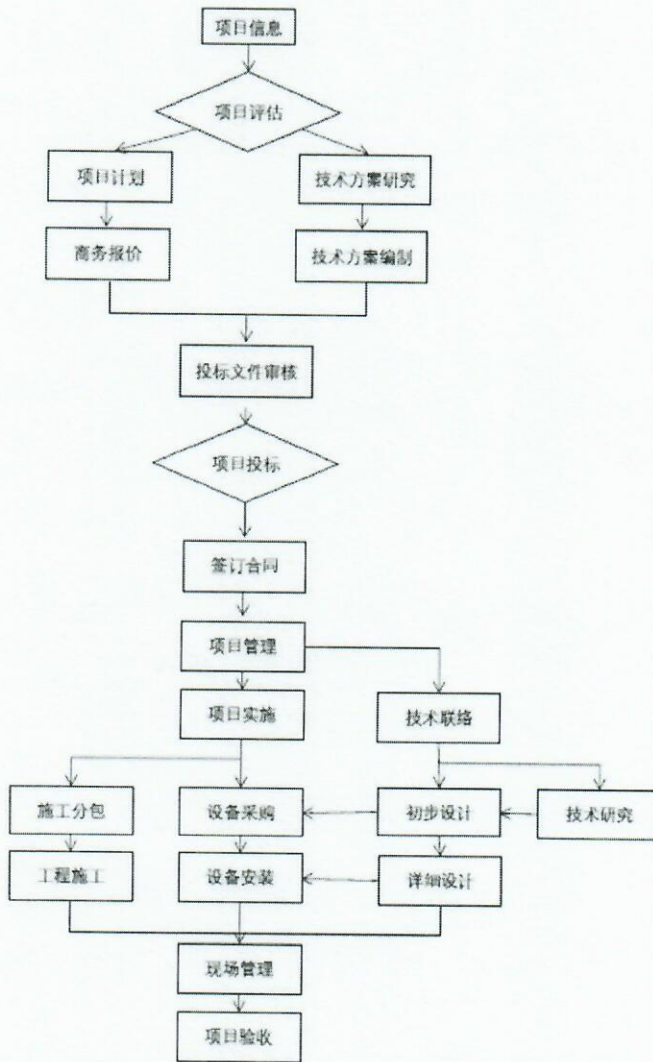 项目信息
项目评估
项目计划
技术方案研究
商务报价
技术方案编制
投标文件审核
项目投标
签订合同
项目管理
项目实施
技术联络
施工分包
设备采购
初步设计
技术研究
工程施工
设备安装
详细设计
现场管理
项目验收